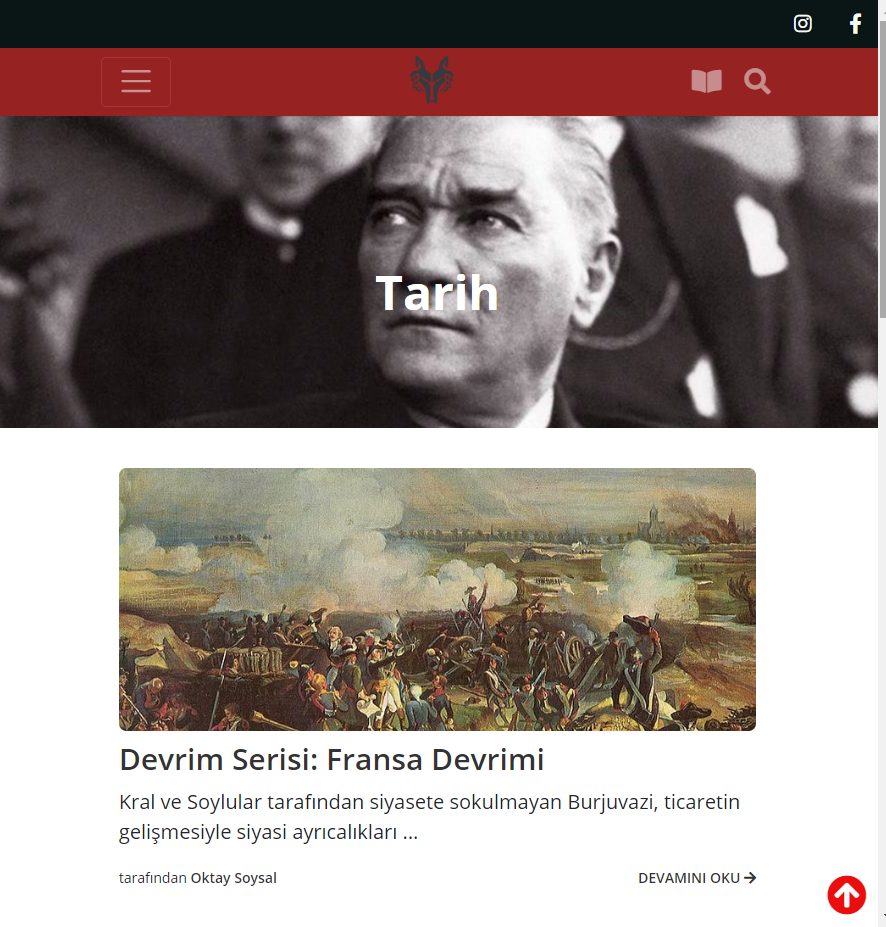 Tarih
Devrim Serisi: Fransa Devrimi
Kral ve Soylular tarafından siyasete sokulmayan Burjuvazi, ticaretin
gelişmesiyle siyasi ayrıcalıkları ...
tarafından Oktay Soysal
DEVAMINI OKU